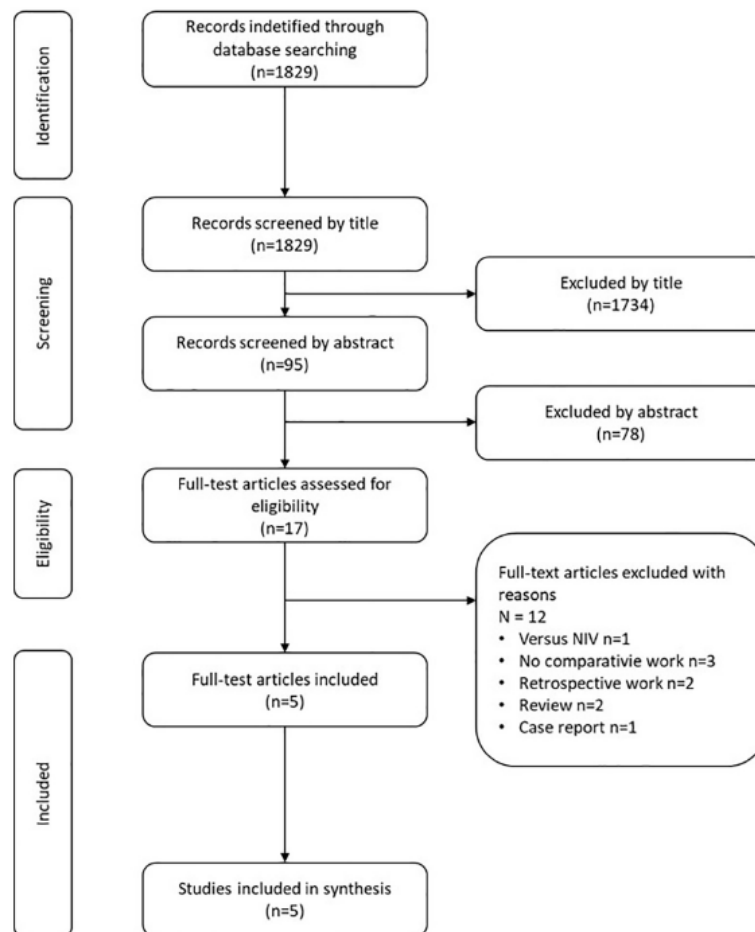 Identification
Records indetified through
database searching
(n=1829)
Screening
Records screened by title
(n=1829)
Excluded by title
(n=1734)
Records screened by abstract
(n=95)
Excluded by abstract
(n=78)
Eligibility
Full-test articles assessed for
eligibility
(n=17)
Full-text articles excluded with
reasons
N = 12
• Versus NIV n=1
• No comparativie work n=3
• Retrospective work n=2
• Review n=2
• Case report n=1
Included
Full-test articles included
(n=5)
Studies included in synthesis
(n=5)